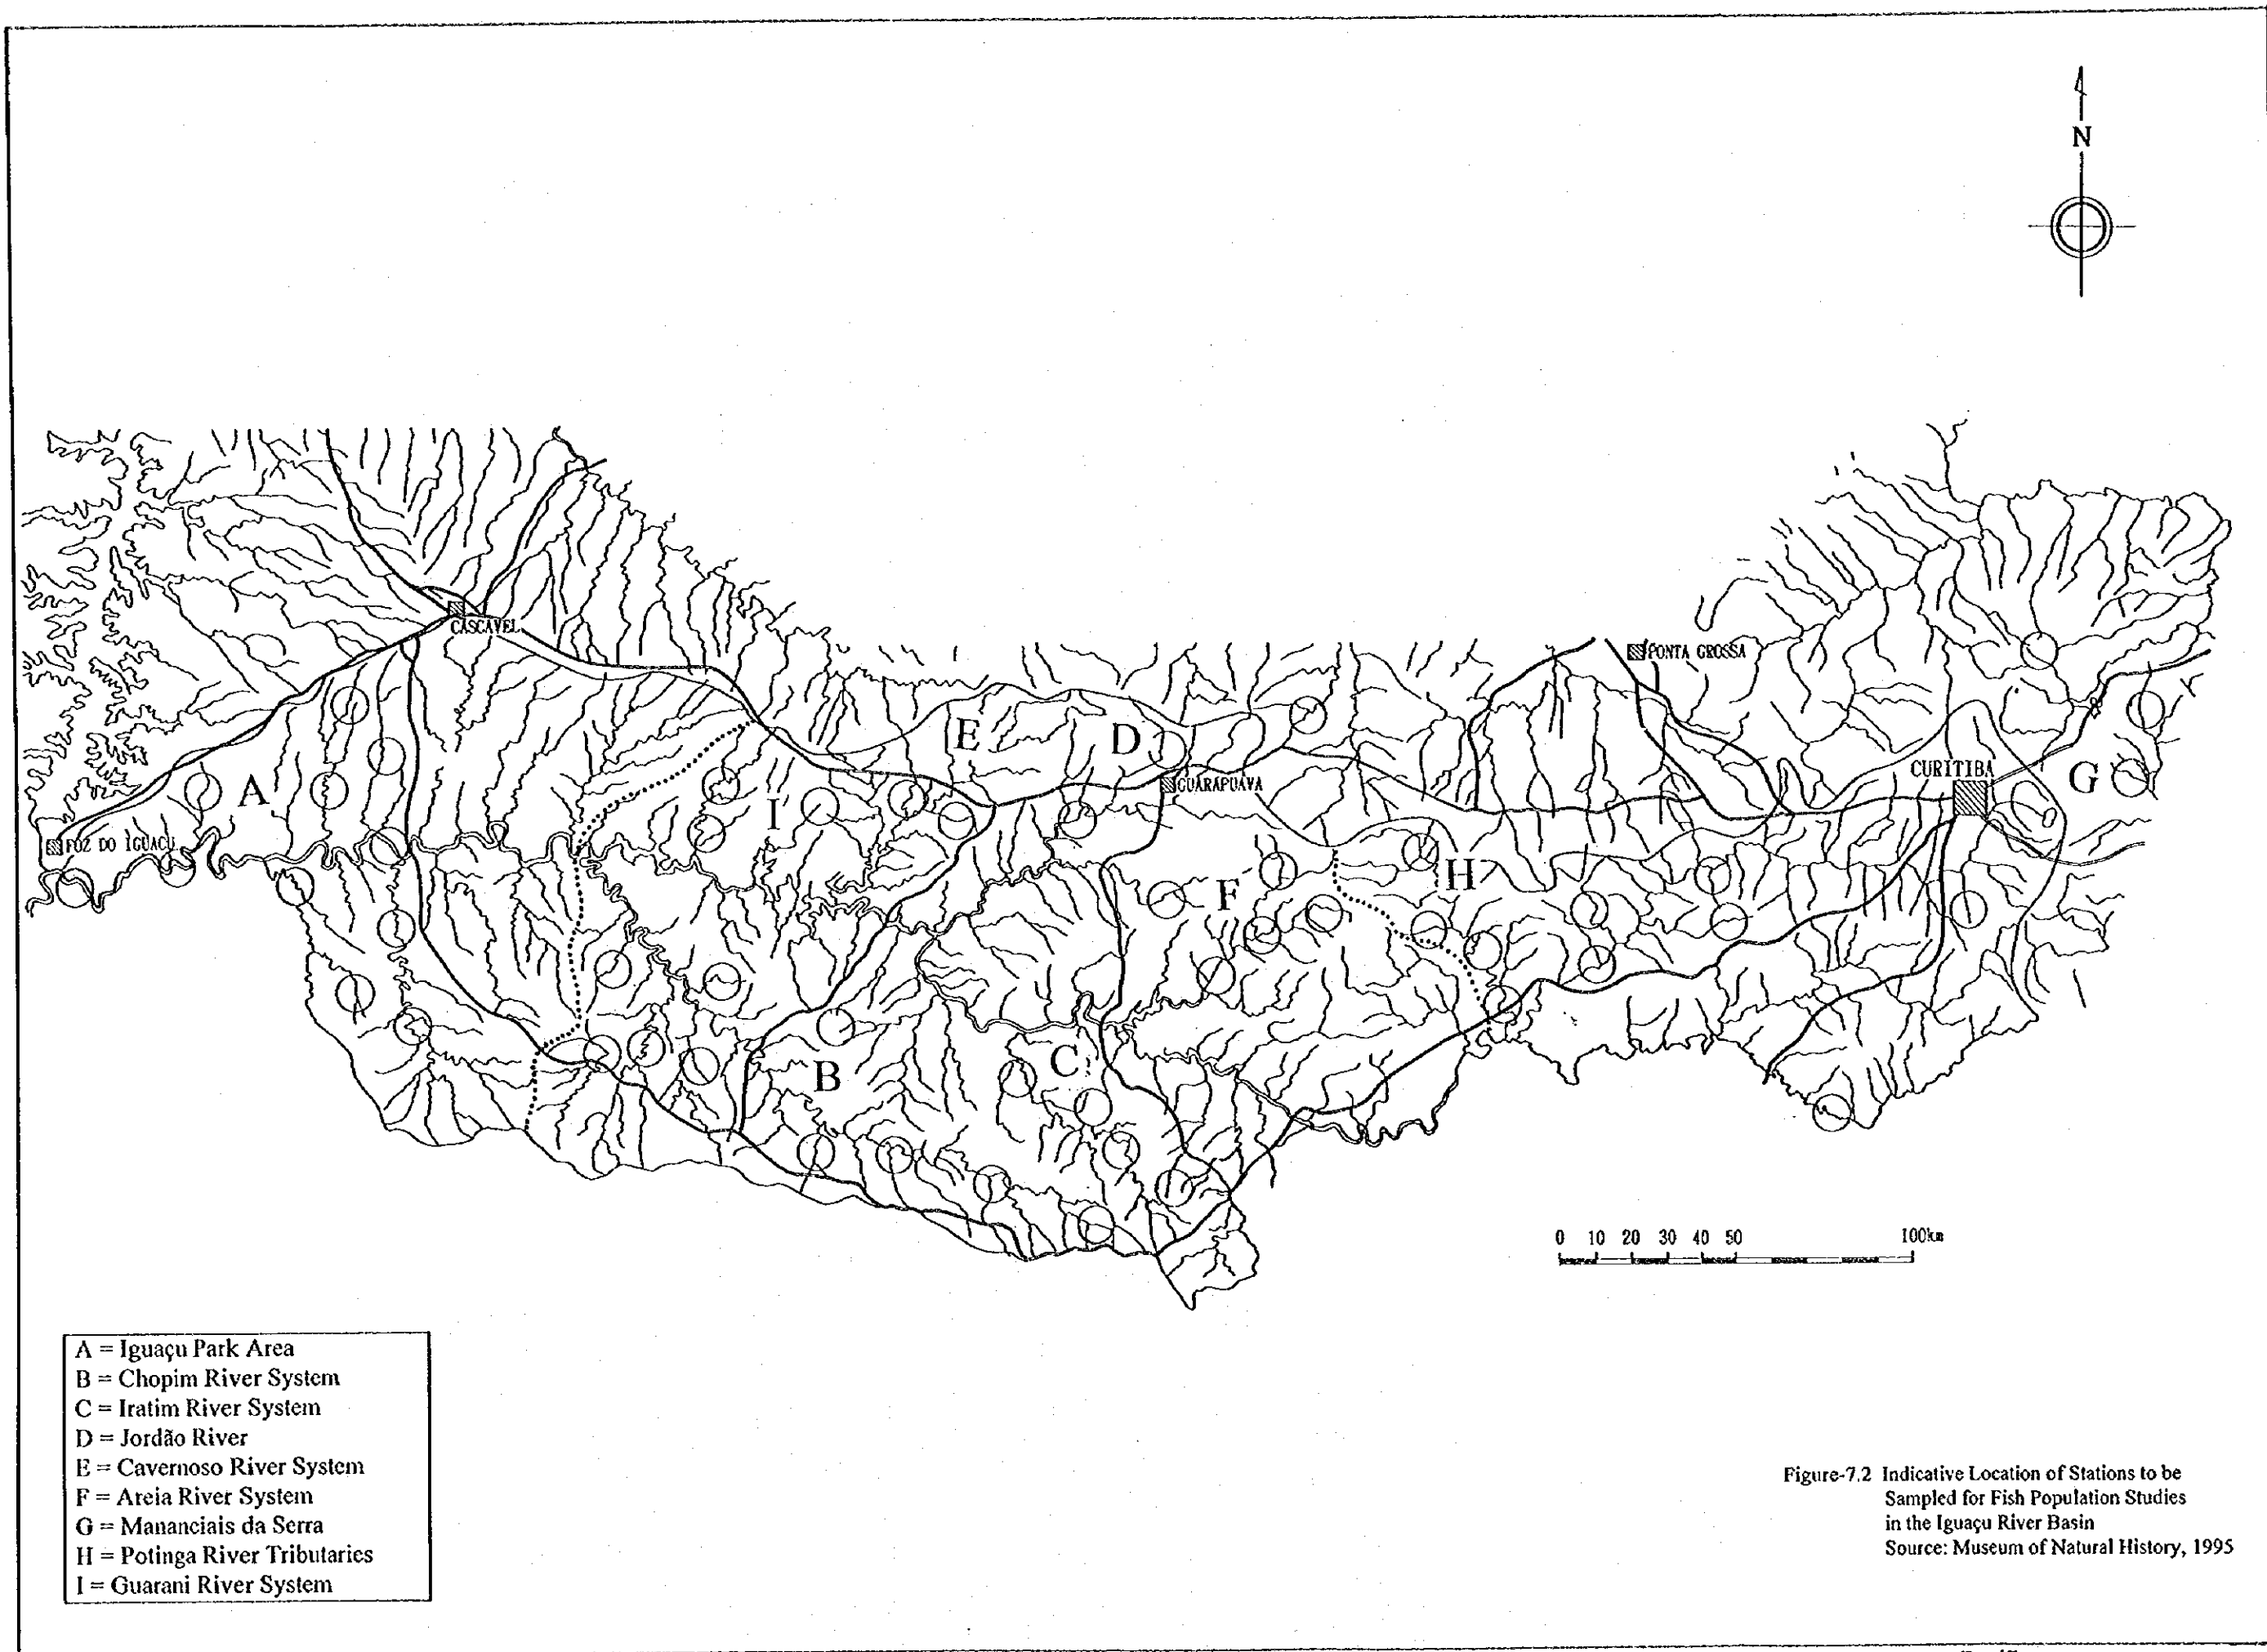 N
CASCAVEL
PONTA GROSSA
E
D
GUARAPUAVA
CURITIBA
G
A
I
FOZ DO IGUAÇU
H
F
C
B
0 10 20 30 40 50 100km
A = Iguaçu Park Area
B = Chopim River System
C = Iratim River System
D = Jordão River
E = Cavernoso River System
F = Areia River System
G = Mananciais da Serra
H = Potinga River Tributaries
I = Guarani River System
Figure-7.2 Indicative Location of Stations to be
Sampled for Fish Population Studies
in the Iguaçu River Basin
Source: Museum of Natural History, 1995